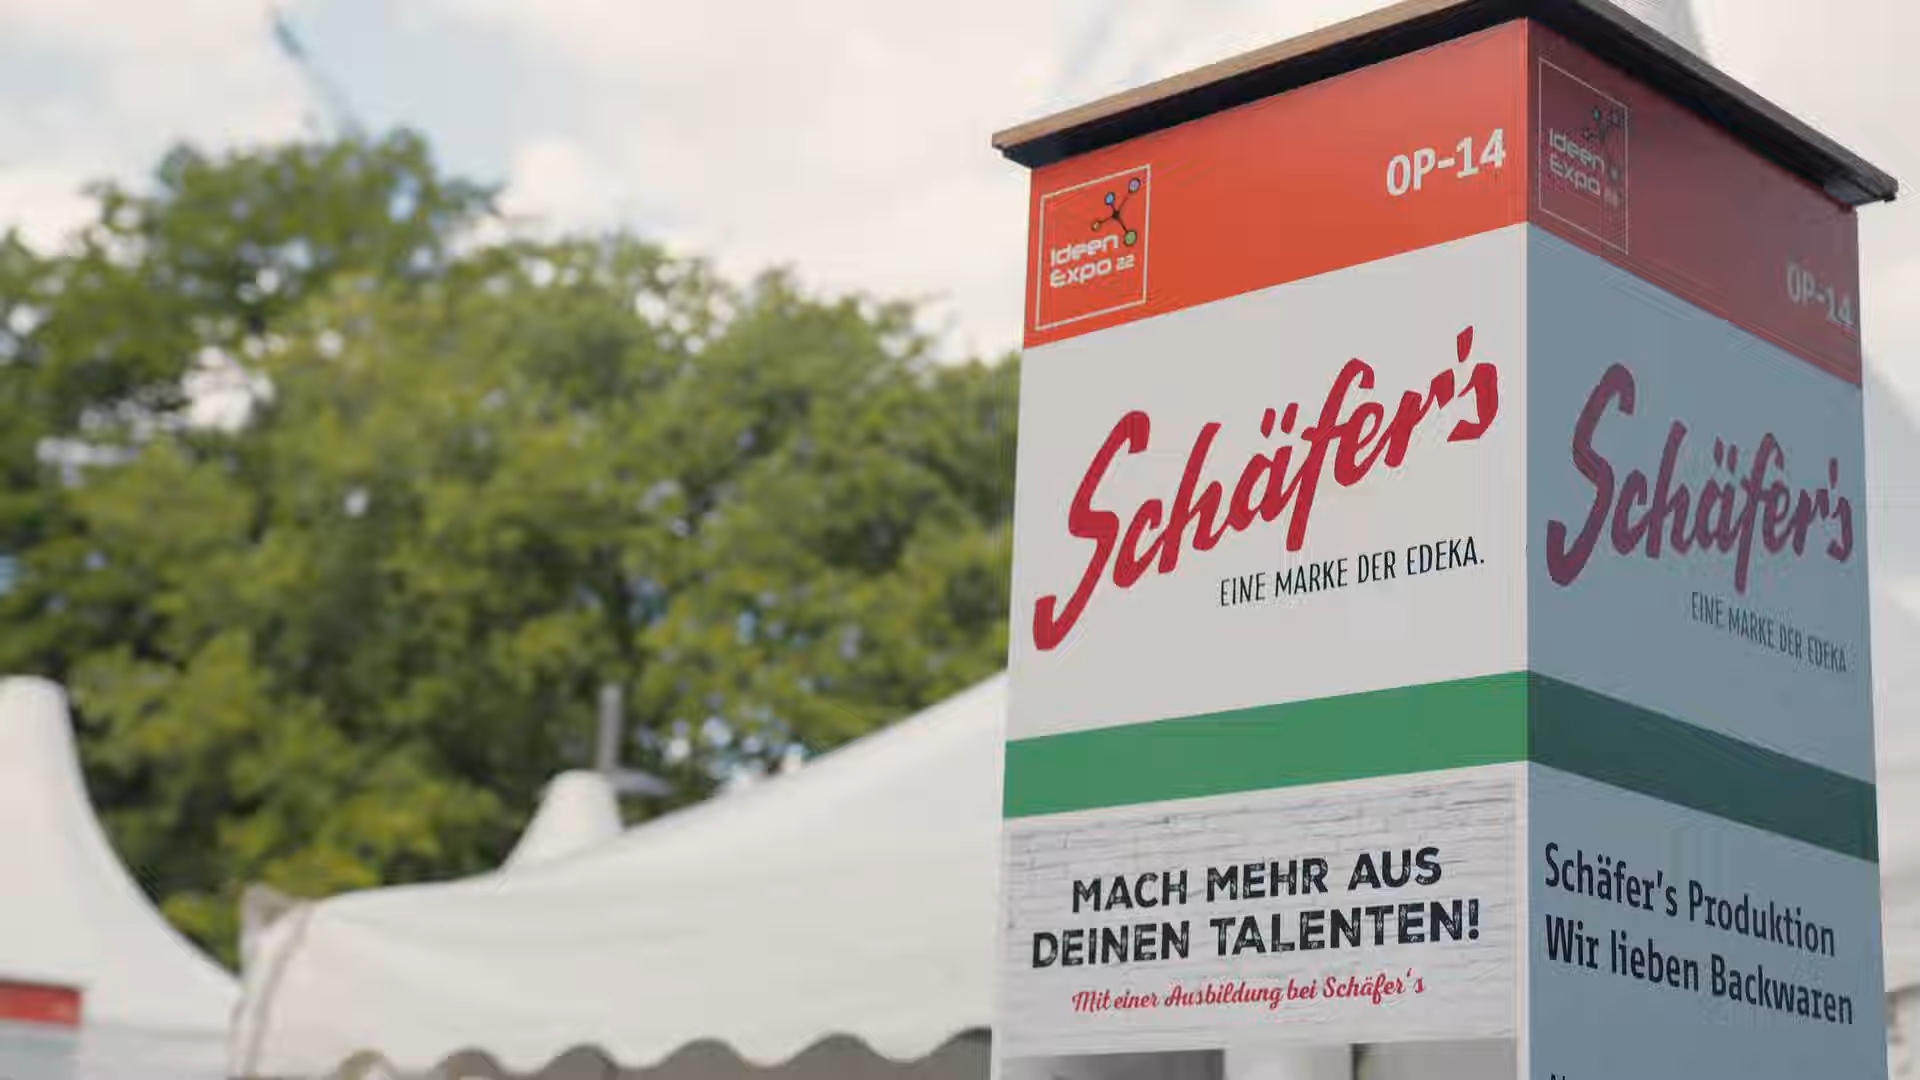 Ideen
Expo 22
OP-14
Schäfer's
EINE MARKE DER EDEKA.
MACH MEHR AUS
DEINEN TALENTEN!
Mit einer Ausbildung bei Schäfer's
Ideen
Expo 22
OP-14
Schäfer's
EINE MARKE DER EDEKA
Schäfer's Produktion
Wir lieben Backwaren